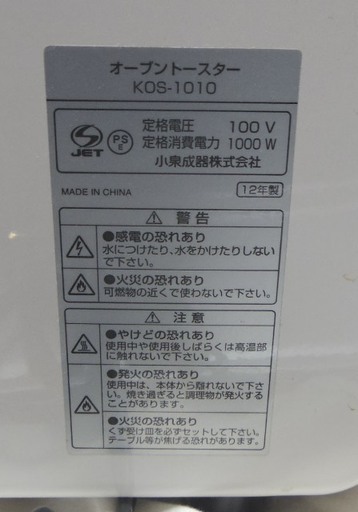 オーブントースター
KOS-1010
JET
PS
E
定格電圧 100 V
定格消費電力 1000 W
小泉成器株式会社
MADE IN CHINA
12年製
警告
●感電の恐れあり
水につけたり、水をかけたりしない
で下さい。
●火災の恐れあり
可燃物の近くで使わないで下さい。
注意
●やけどの恐れあり
使用中や使用後しばらくは高温部
に触れないで下さい。
●発火の恐れあり
使用中は、本体から離れないで下さ
い。焼き過ぎると調理物が発火する
ことがあります。
●火災の恐れあり
くず受け皿を必ずセットして下さい。
テーブル等が焦げる恐れがあります。